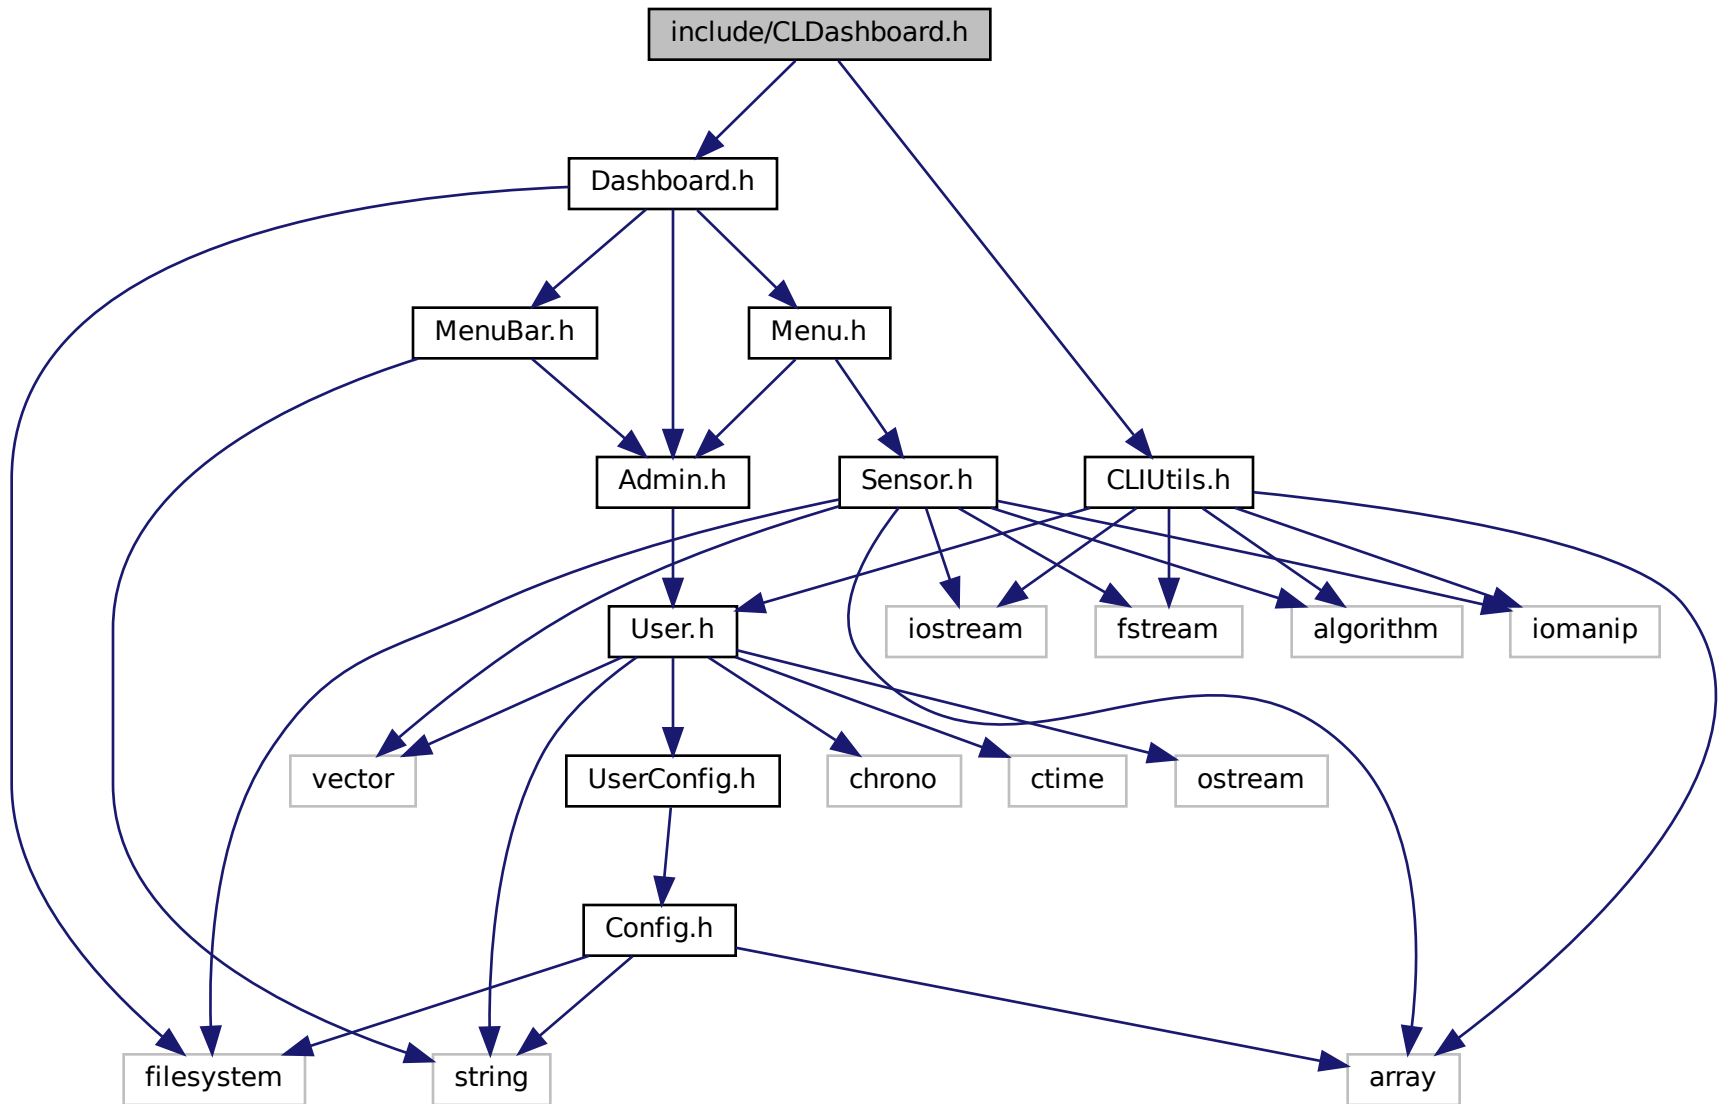 include/CLDashboard.h
Dashboard.h
MenuBar.h
Menu.h
Admin.h
Sensor.h
CLIUtils.h
User.h
iostream
fstream
algorithm
iomanip
vector
UserConfig.h
chrono
ctime
ostream
Config.h
filesystem
string
array